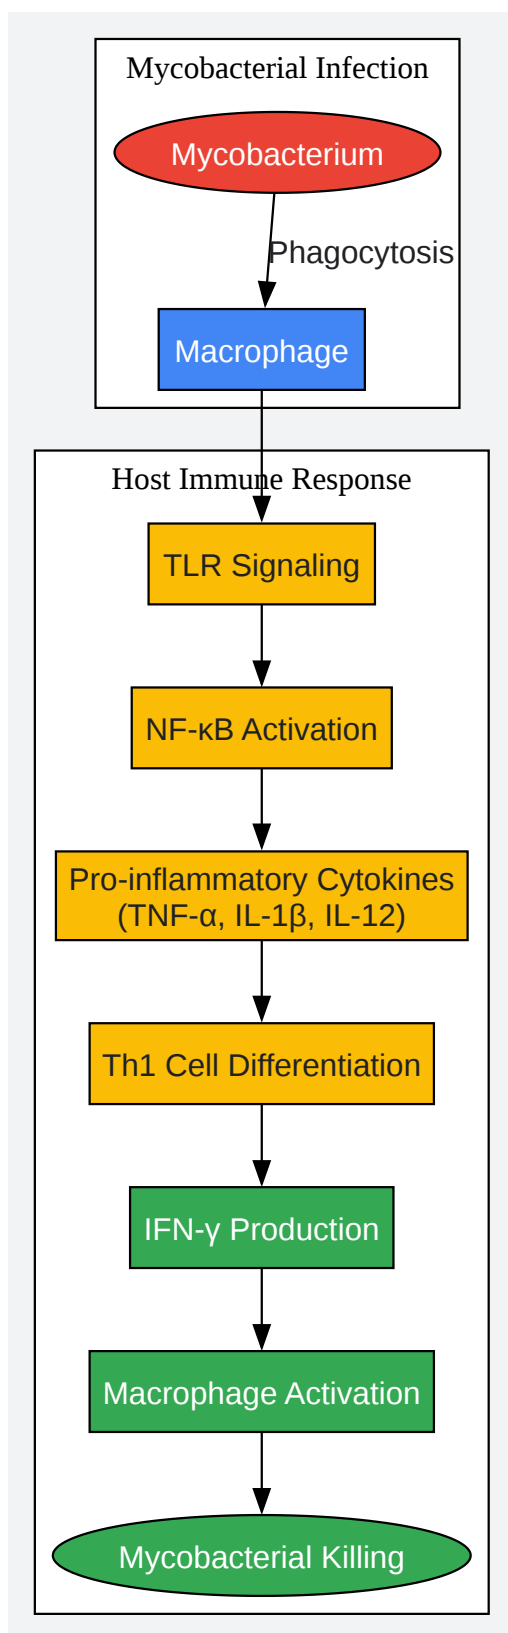 Mycobacterial Infection
Mycobacterium
Phagocytosis
Macrophage
Host Immune Response
TLR Signaling
NF-κB Activation
Pro-inflammatory Cytokines
(TNF-α, IL-1β, IL-12)
Th1 Cell Differentiation
IFN-γ Production
Macrophage Activation
Mycobacterial Killing